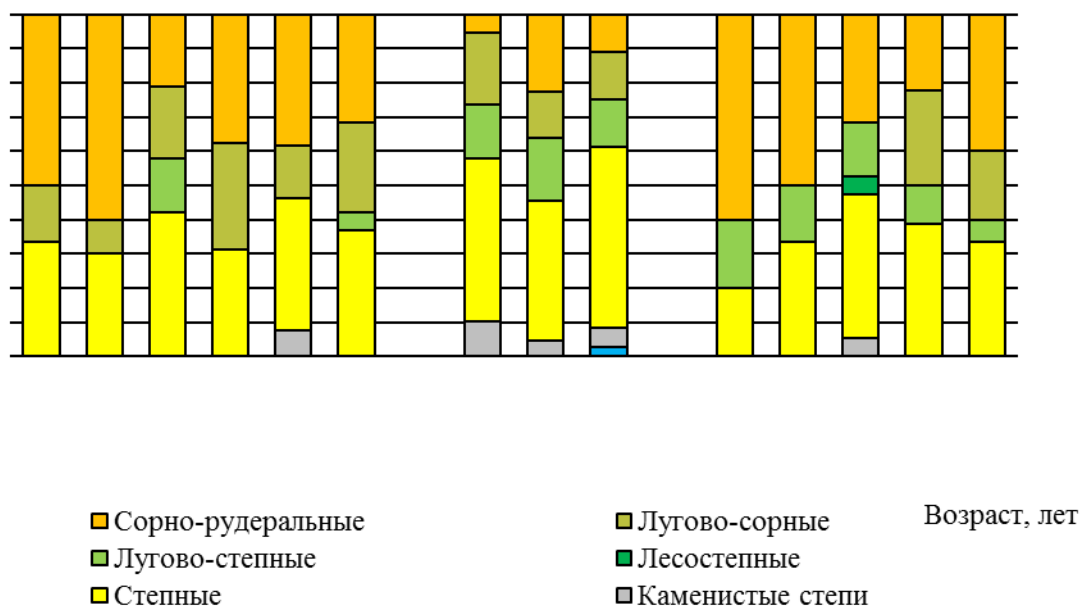 Сорно-рудеральные
Лугово-сорные
Возраст, лет
Лугово-степные
Лесостепные
Степные
Каменистые степи